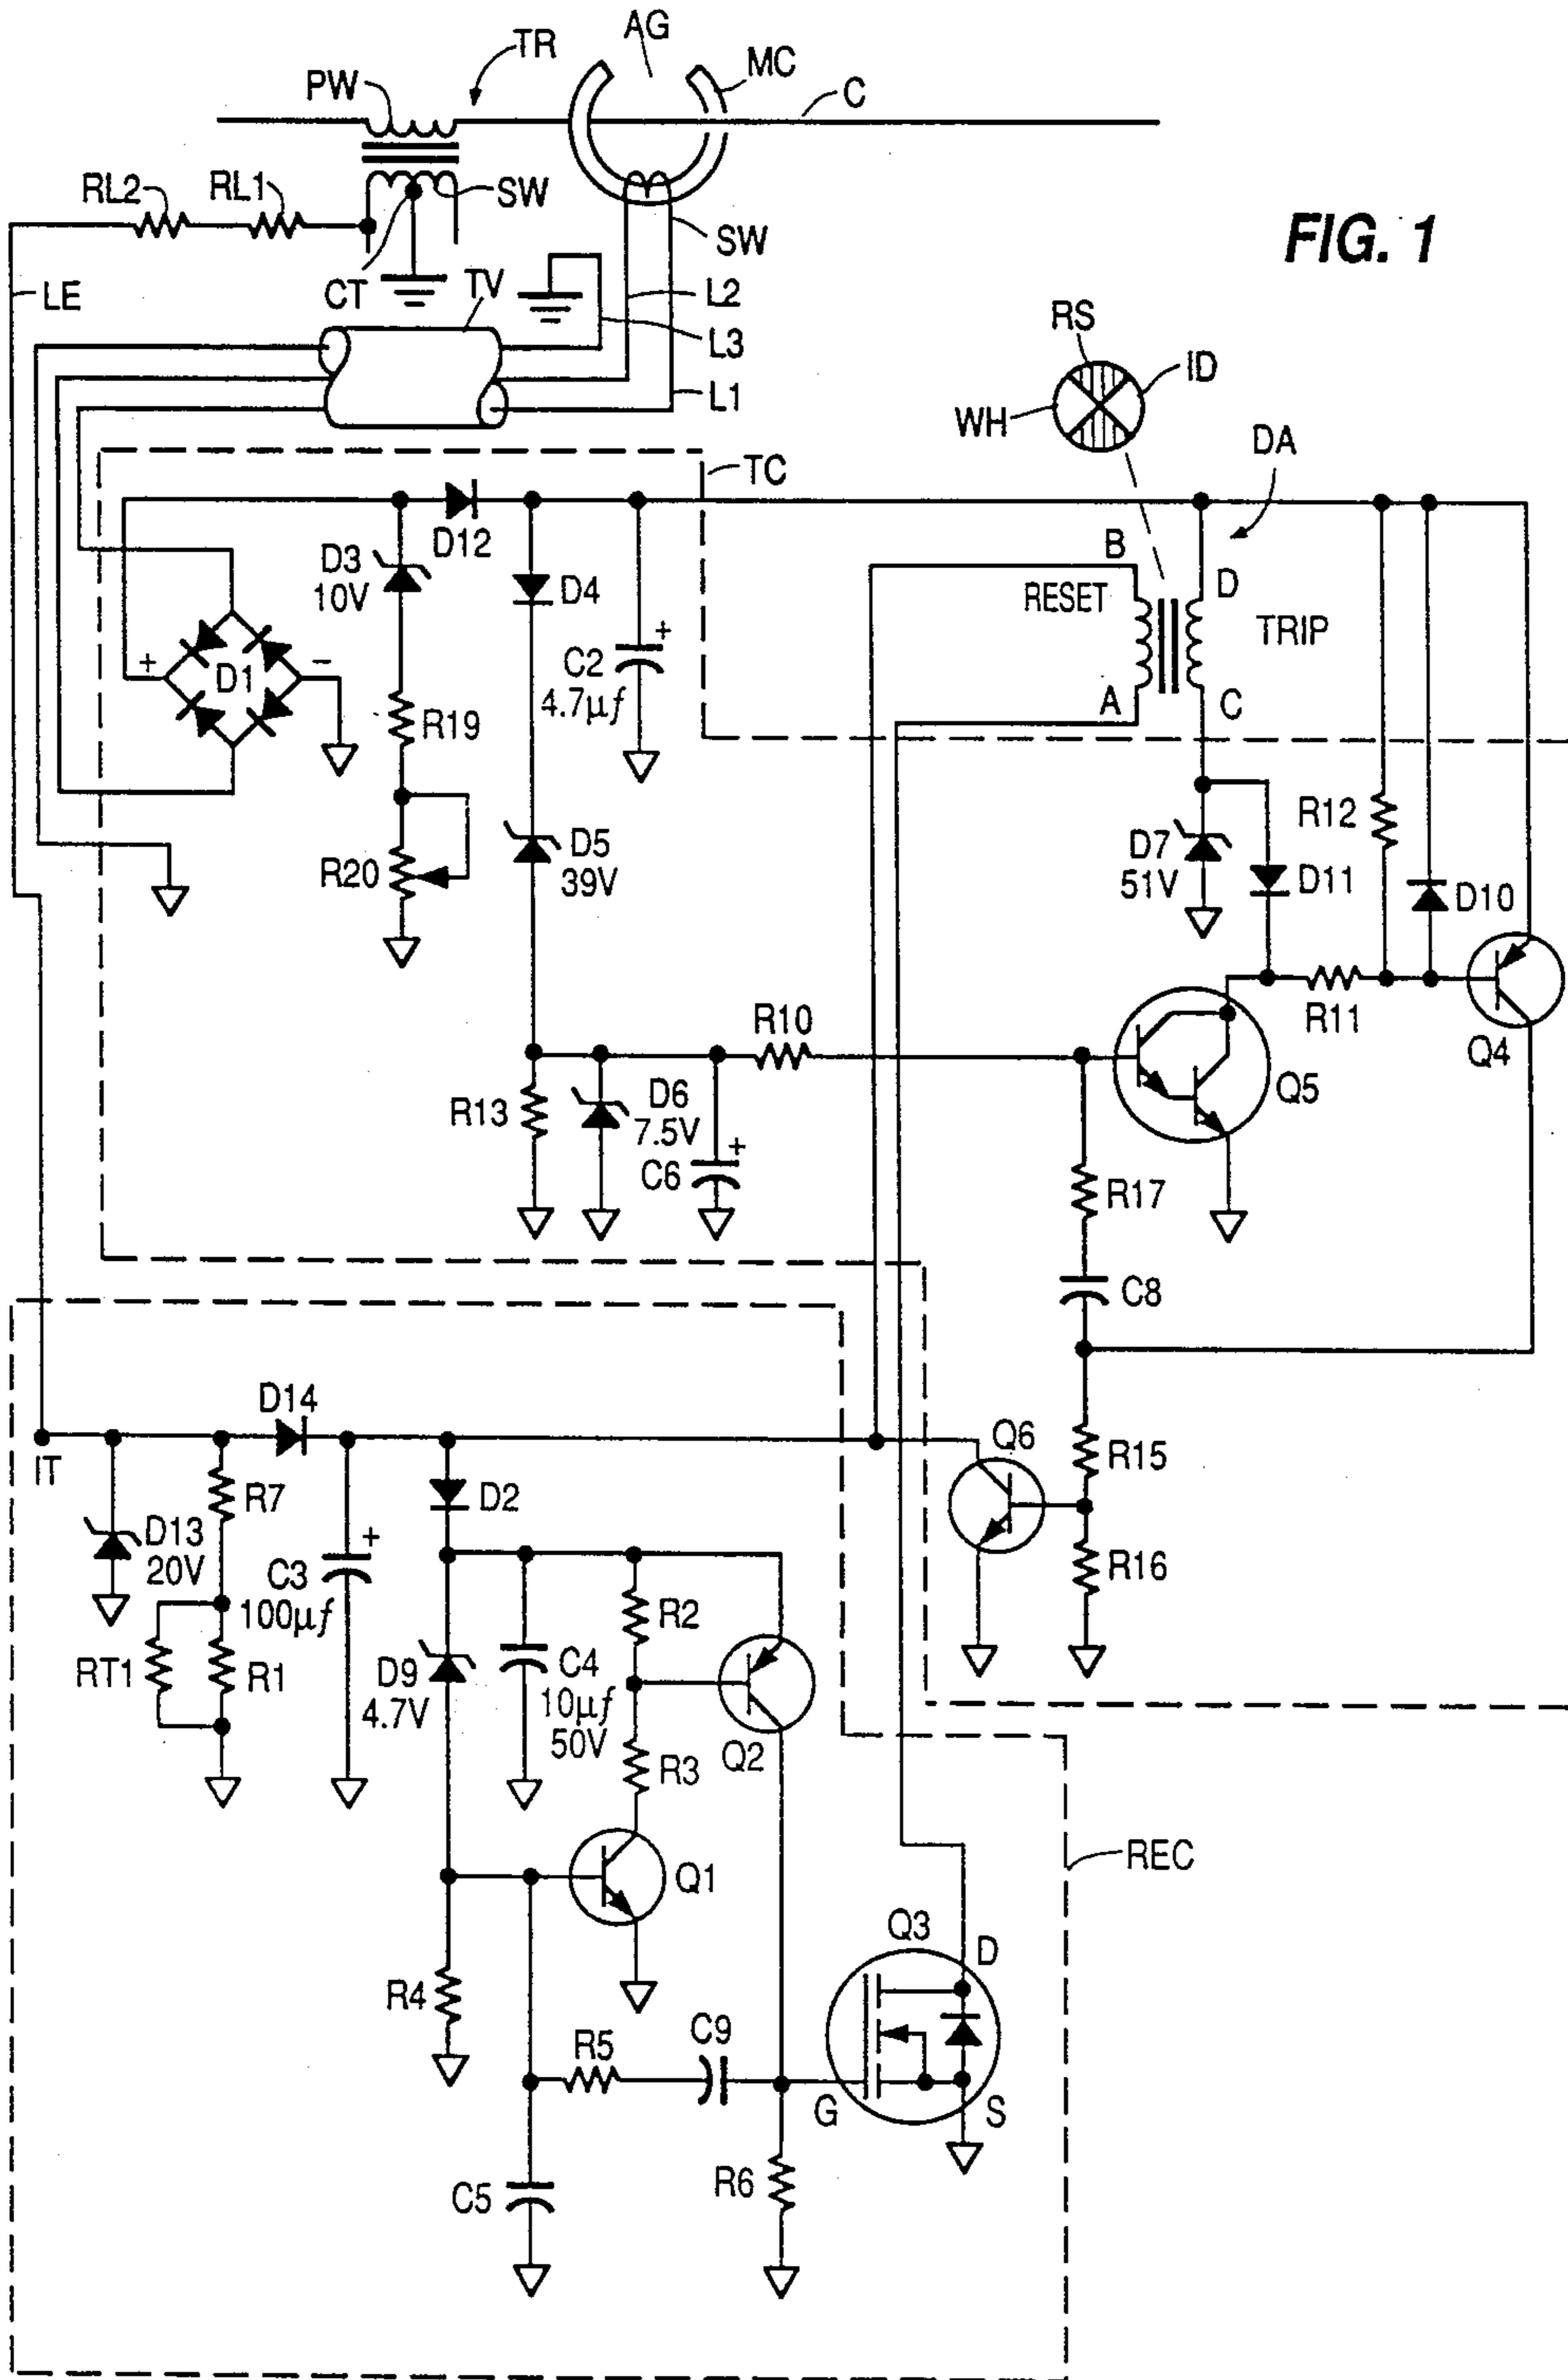 AG
TR
MC
PW
C
RL2
RL1
SW
FIG. 1
SW
LE
CT
TV
L2
L3
RS
ID
L1
WH
DA
TC
D12
B
D3
10V
D4
RESET
D
TRIP
+
+
D1
–
C2
4.7µf
A
C
R19
R12
D7
51V
D11
D5
39V
R20
D10
R11
R10
Q4
Q5
R13
D6
7.5V
+
C6
R17
C8
D14
Q6
IT
R7
D2
R15
D13
20V
+
C3
100µf
R16
R2
RT1
R1
D9
4.7V
C4
10µf
50V
Q2
R3
Q1
REC
Q3
D
R4
R5
C9
G
S
C5
R6